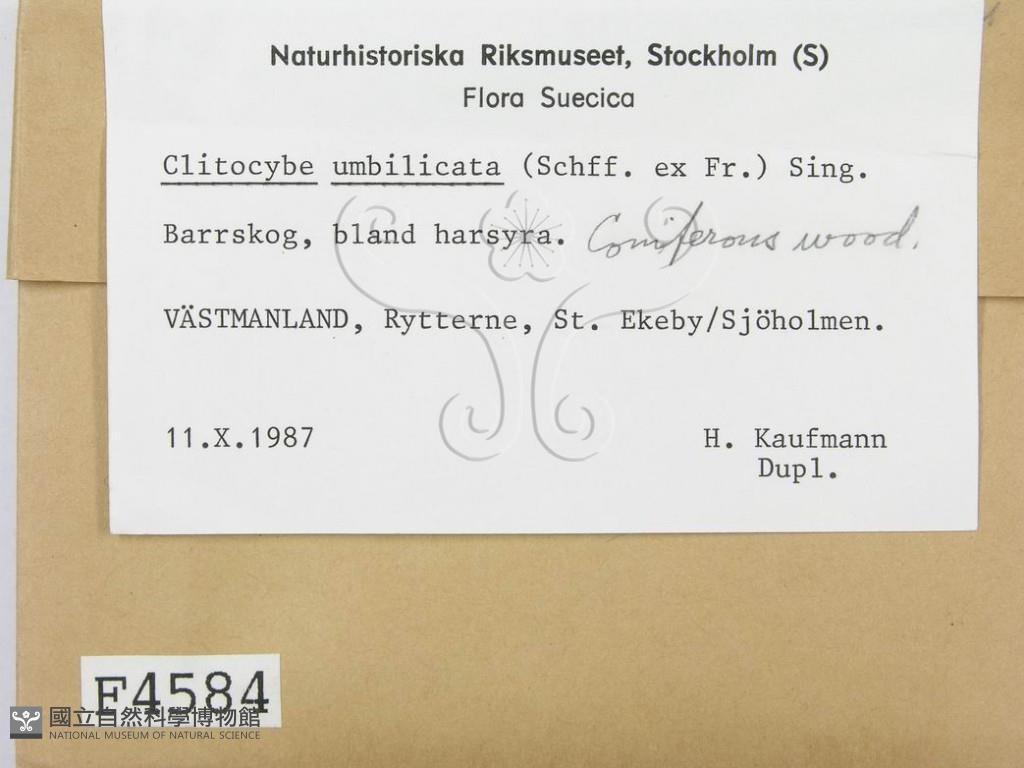 Naturhistoriska Riksmuseet, Stockholm (S)
Flora Suecica
Clitocybe umbilicata (Schff. ex Fr.) Sing.
Barrskog, bland harsyra. Coniferous wood.
VÄSTMANLAND, Rytterne, St. Ekeby/Sjöholmen.
11.X.1987 H. Kaufmann
Dupl.
F4584
國立自然科學博物館
NATIONAL MUSEUM OF NATURAL SCIENCE